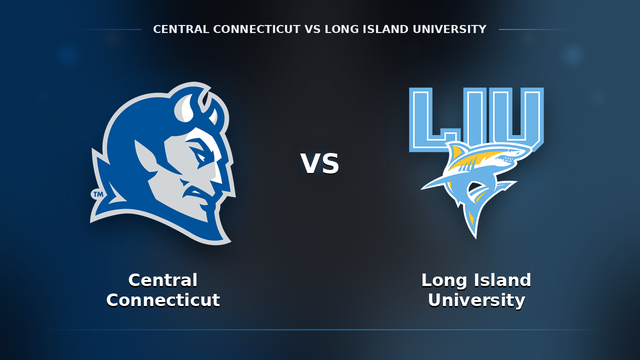 CENTRAL CONNECTICUT VS LONG ISLAND UNIVERSITY
LIU
VS
TM
Central
Connecticut
Long Island
University